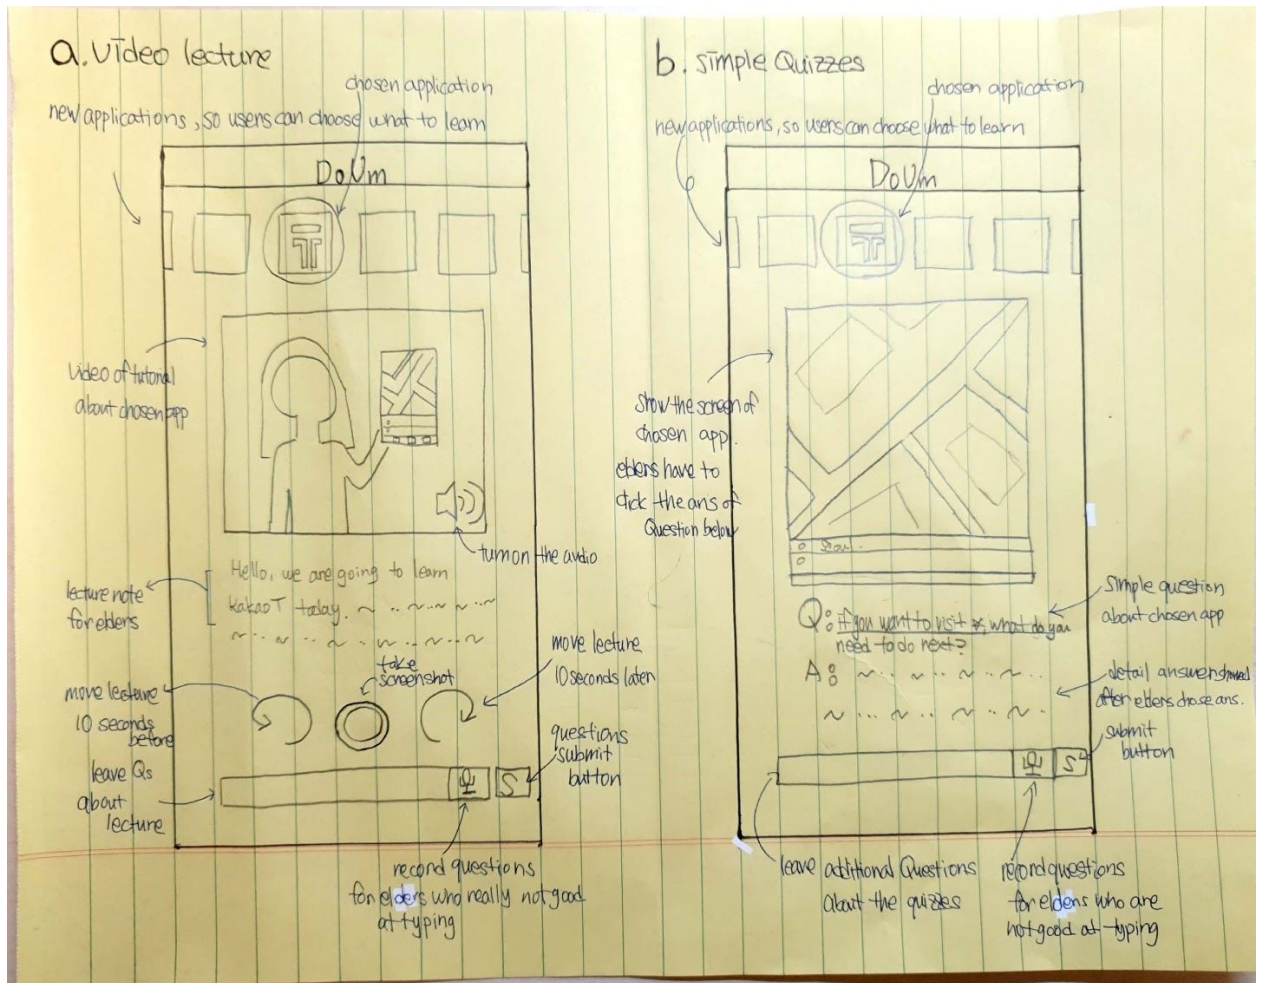 a. Video lecture
chosen application
new applications, so users can choose what to learn
DoUm
T
video of tutorial
about chosen app
turn on the audio
Hello, we are going to learn
kakao T today.
lecture note
for elders
take
screenshot
move lecture
10 seconds
before
move lecture
10 seconds later
leave Qs
about
lecture
S
questions
submit
button
record questions
for elders who really not good
at typing
b. simple Quizzes
chosen application
new applications, so users can choose what to learn
DoUm
T
show the screen of
chosen app.
elders have to
click the ans of
Question below
Q: if you want to visit *, what do you
need to do next?
A:
simple question
about chosen app
detail answer showed
after elders chose ans.
submit
button
S
leave additional Questions
about the quizzes
record questions
for elders who are
not good at typing